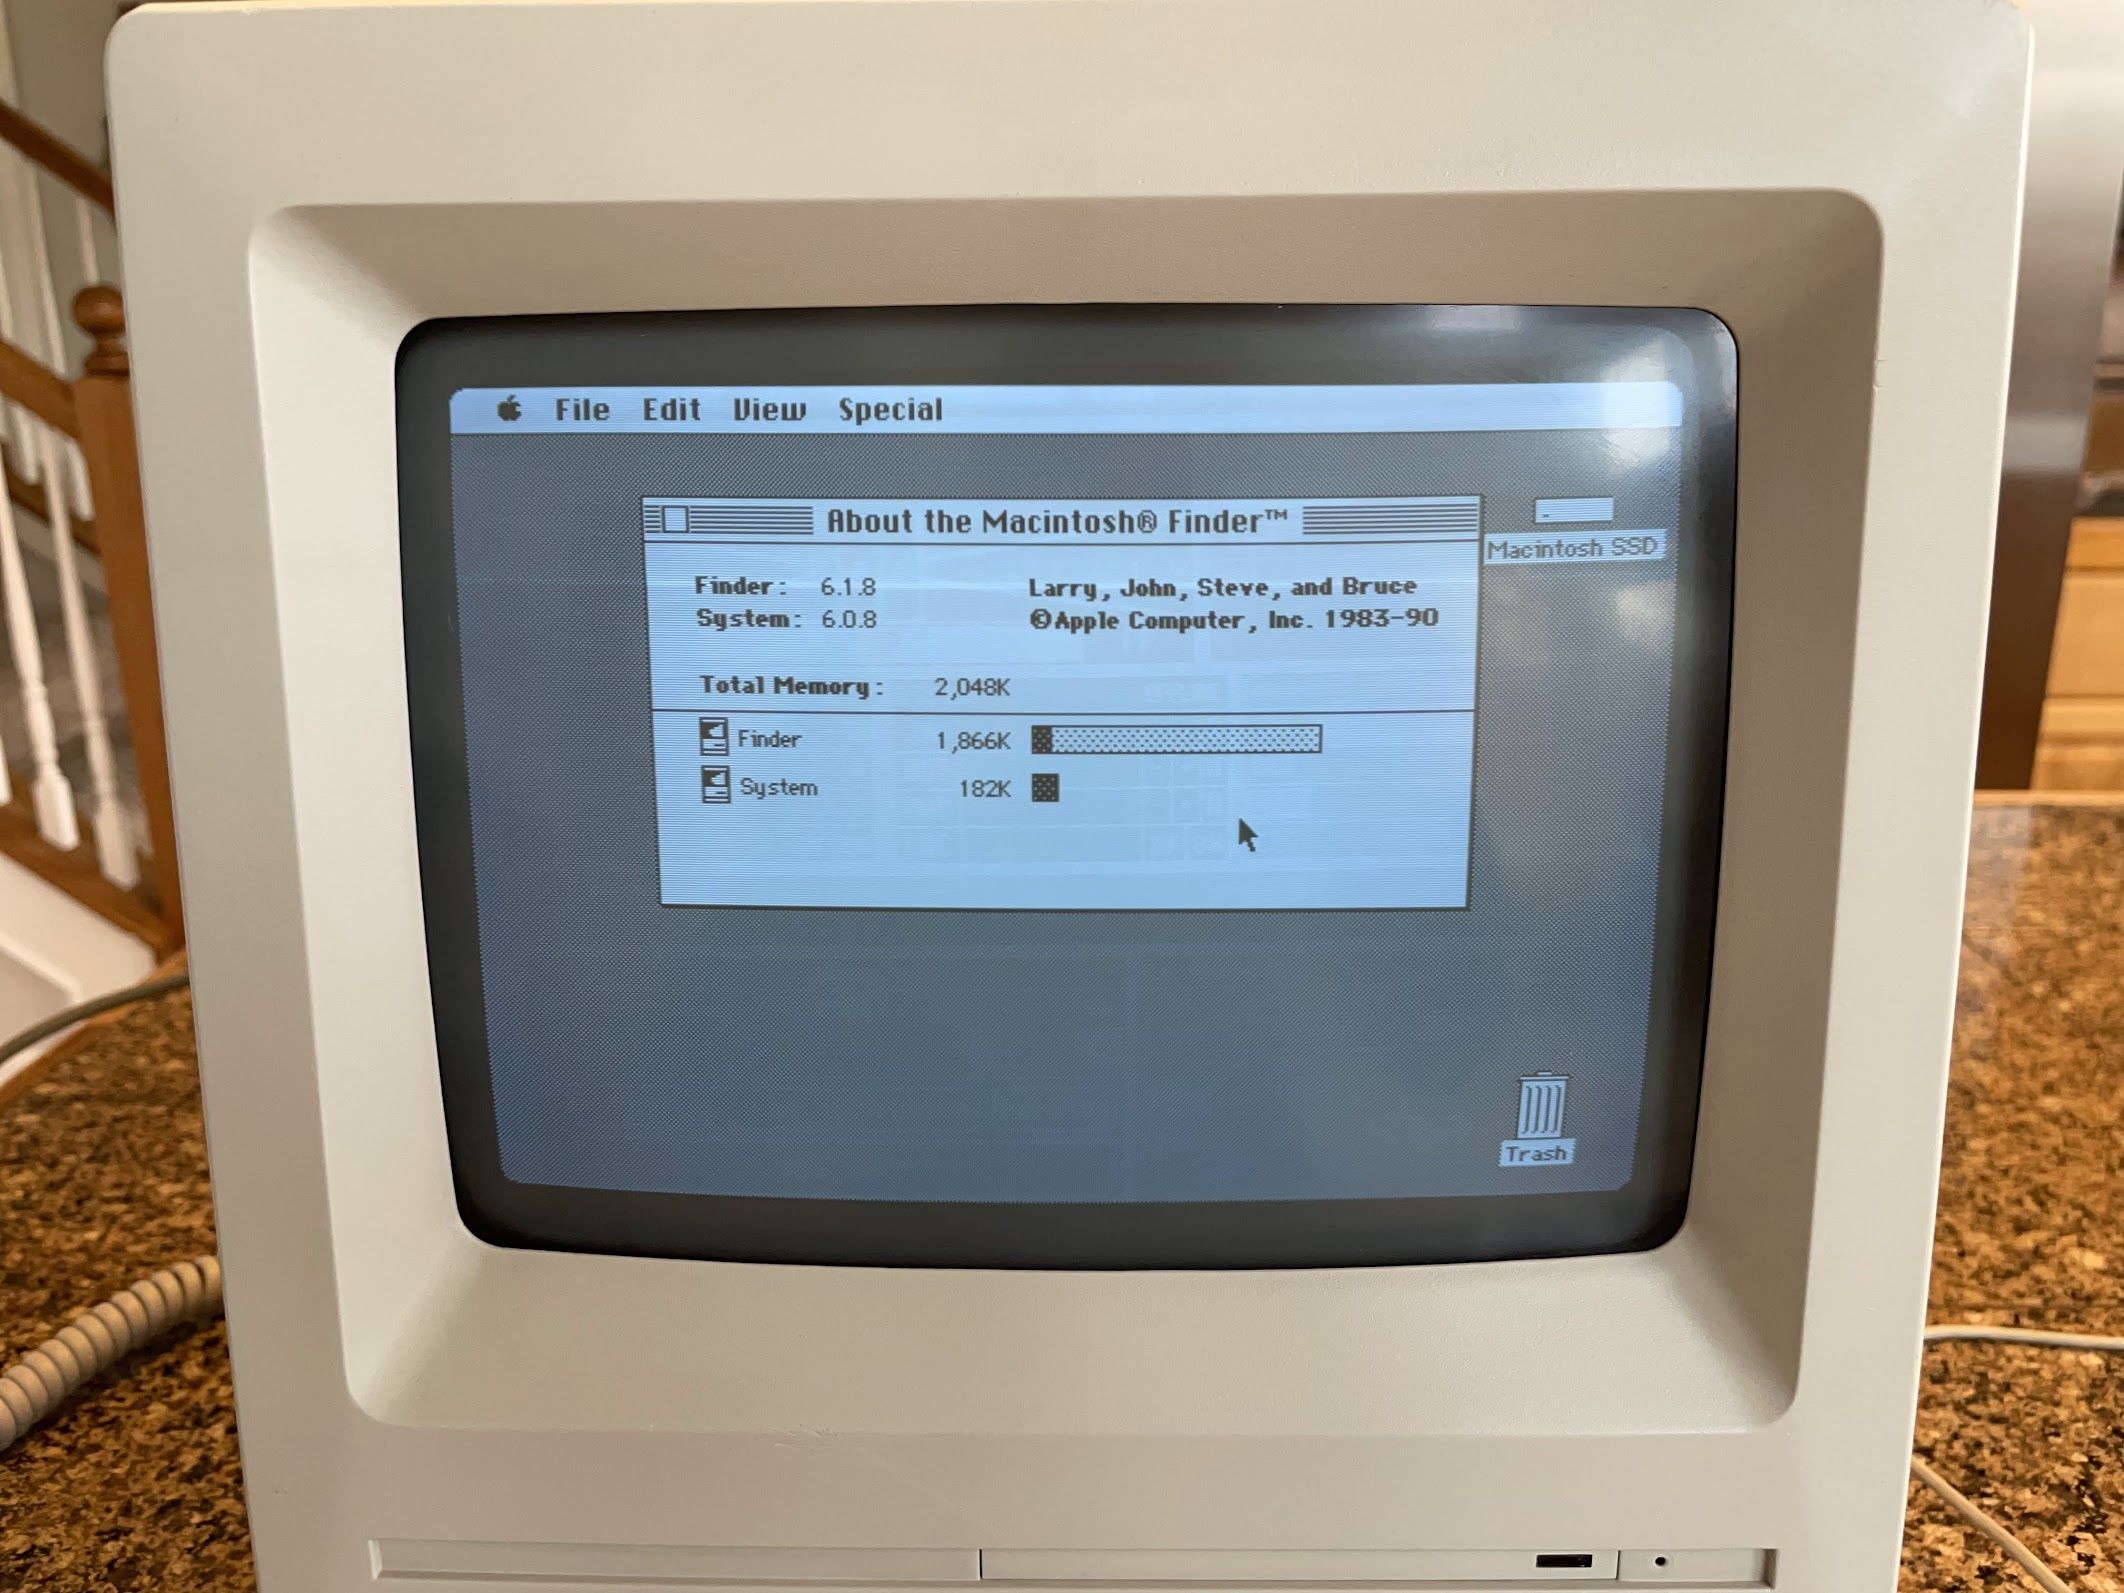 File Edit View Special
About the Macintosh® Finder™
Macintosh SSD
Finder: 6.1.8 Larry, John, Steve, and Bruce
System: 6.0.8 ©Apple Computer, Inc. 1983-90
Total Memory: 2,048K
Finder 1,866K
System 182K
Trash